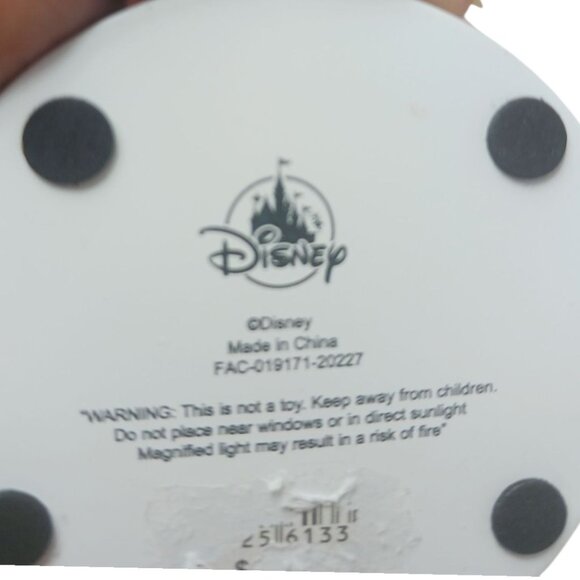 Disney
©Disney
Made in China
FAC-019171-20227
"WARNING: This is not a toy. Keep away from children.
Do not place near windows or in direct sunlight
Magnified light may result in a risk of fire"
$